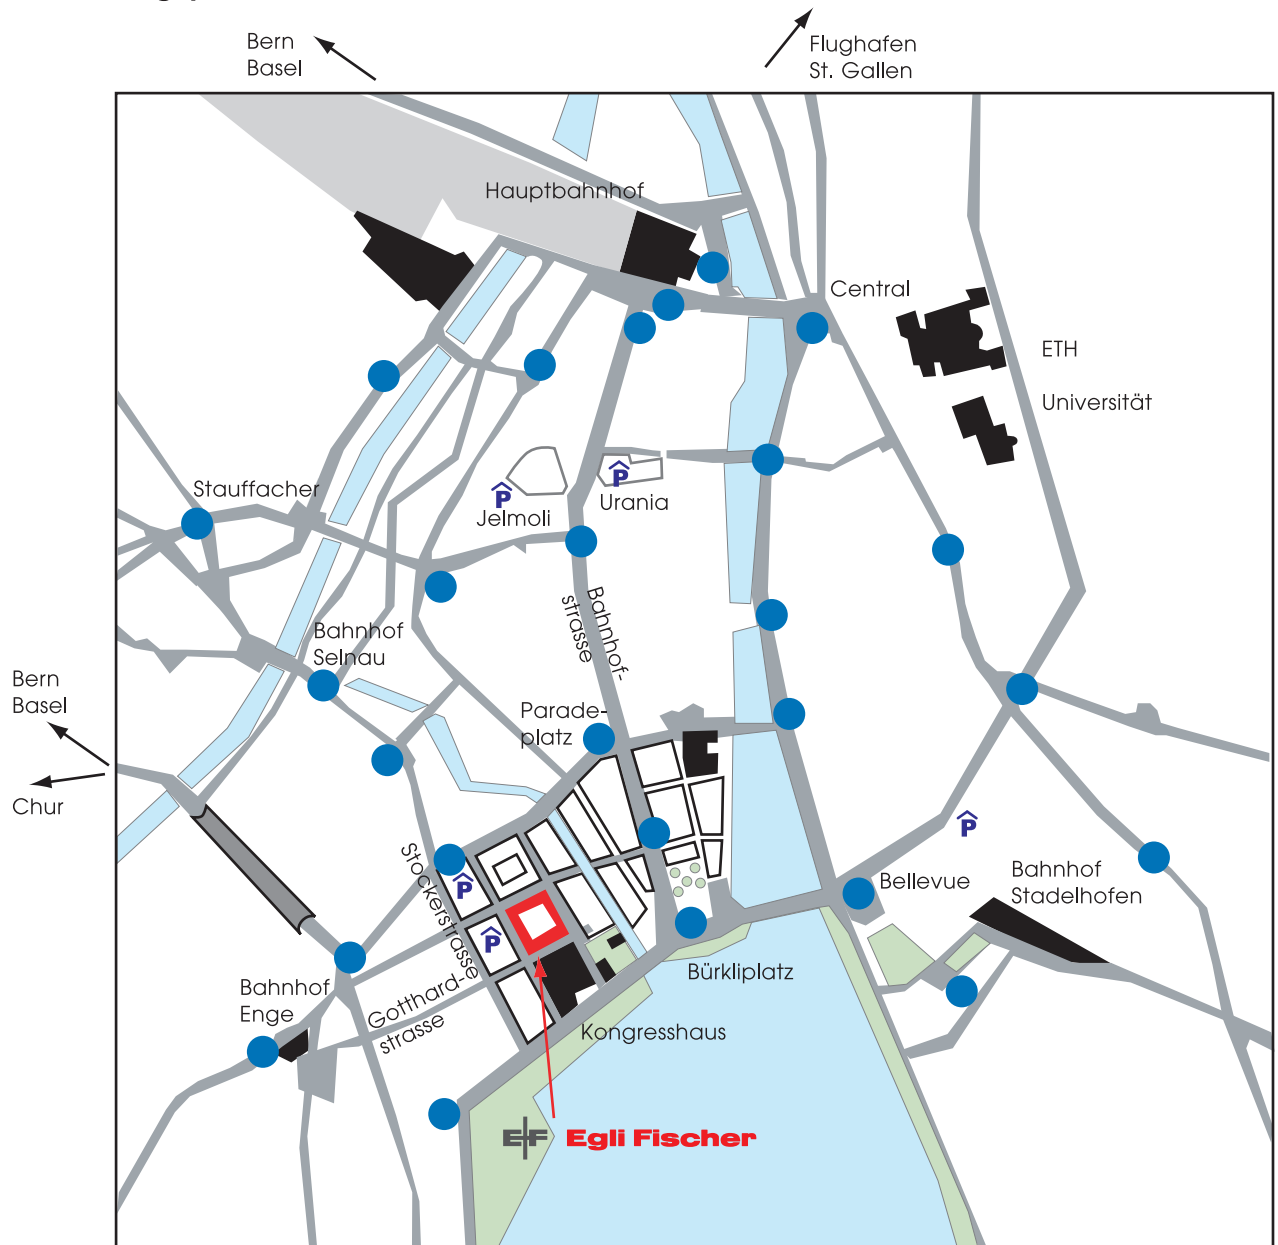 Bern
Basel
Flughafen
St. Gallen
Hauptbahnhof
Central
ETH
Universität
Stauffacher
P
Jelmoli
P
Urania
Bahnhof-
strasse
Bahnhof
Selnau
Bern
Basel
Chur
Parade-
platz
P
Stockerstrasse
P
P
Bellevue
Bahnhof
Stadelhofen
Bürkliplatz
Bahnhof
Enge
Gotthard-
strasse
Kongresshaus
EF Egli Fischer